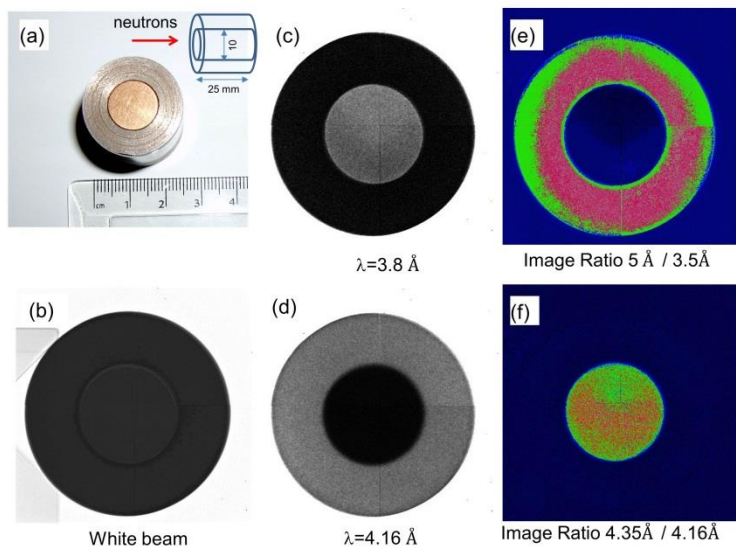 (a)
neutrons
10
25 mm
cm 1 2 3 4
(b)
White beam
(c)
λ=3.8 Å
(d)
λ=4.16 Å
(e)
Image Ratio 5 Å / 3.5Å
(f)
Image Ratio 4.35Å / 4.16Å